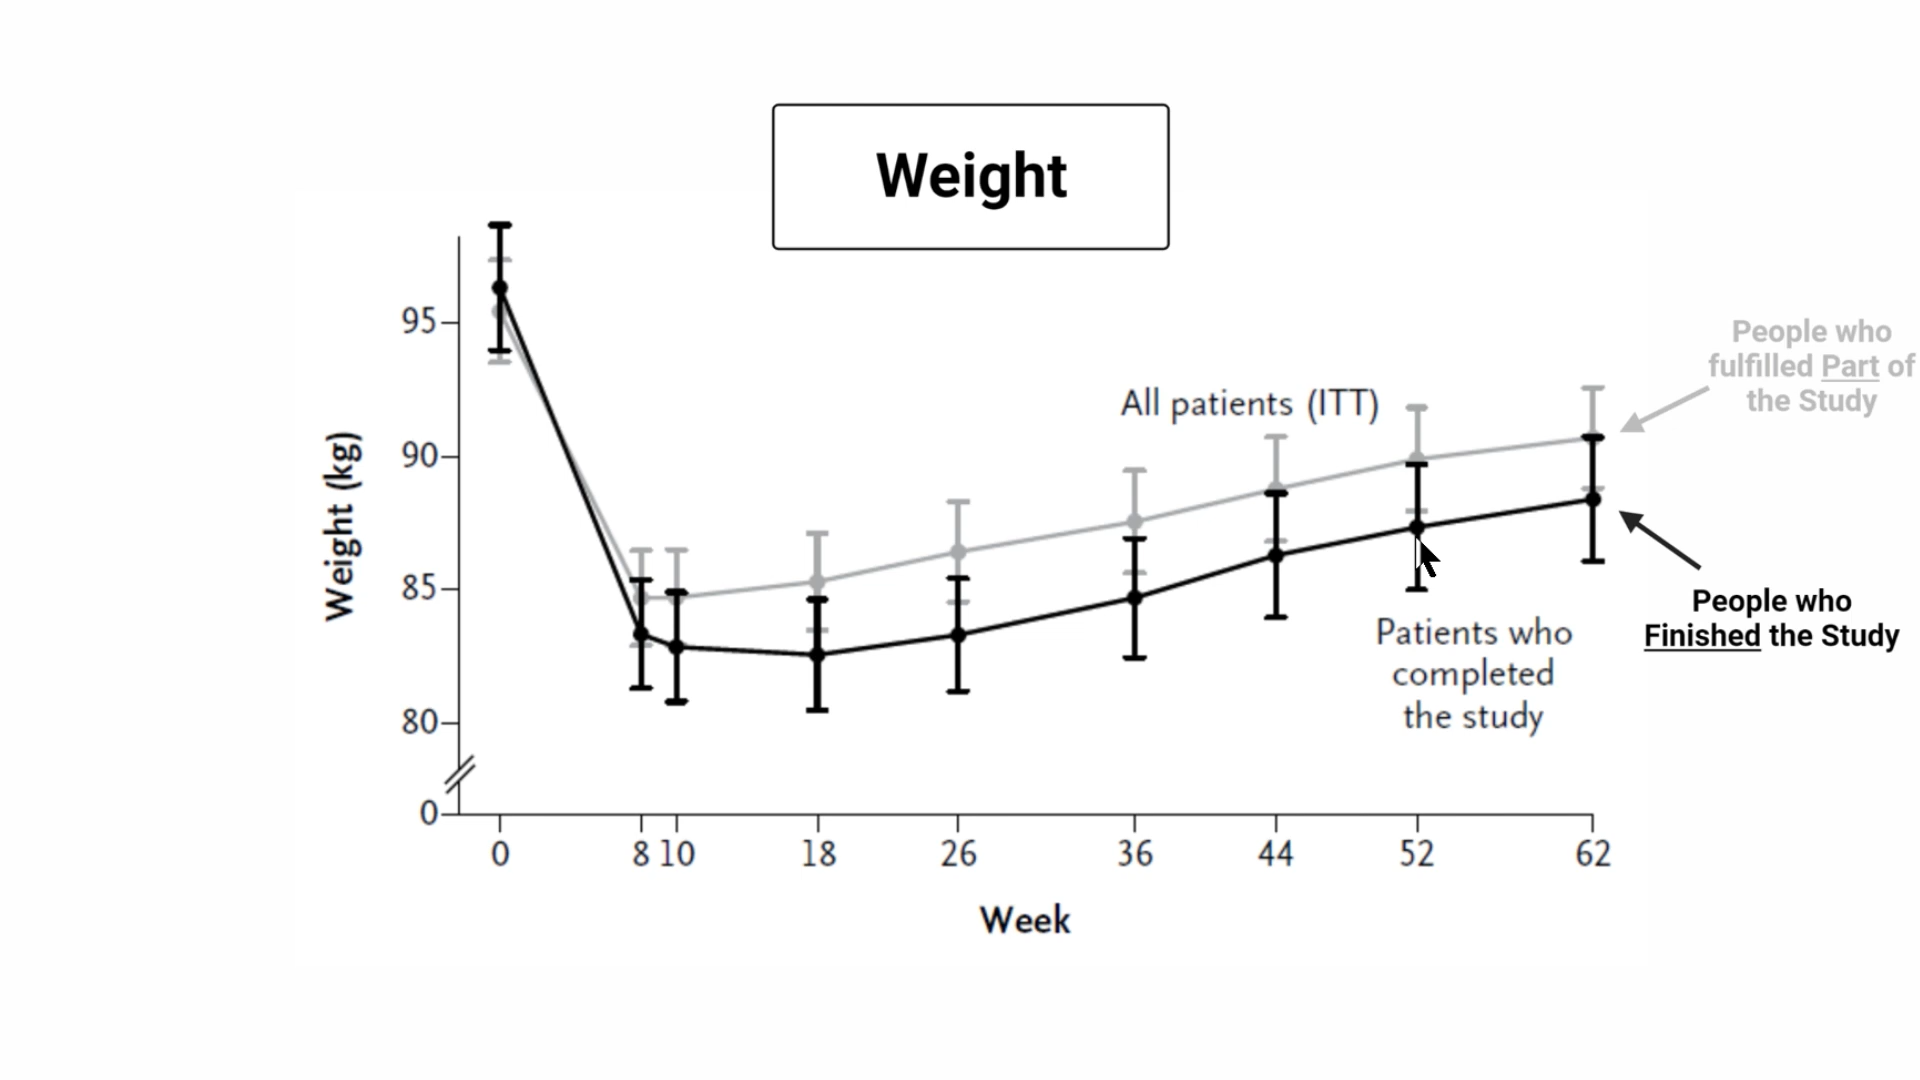 Weight
95
90
85
80
0
Weight (kg)
All patients (ITT)
People who
fulfilled Part of
the Study
People who
Finished the Study
Patients who
completed
the study
0 8 10 18 26 36 44 52 62
Week